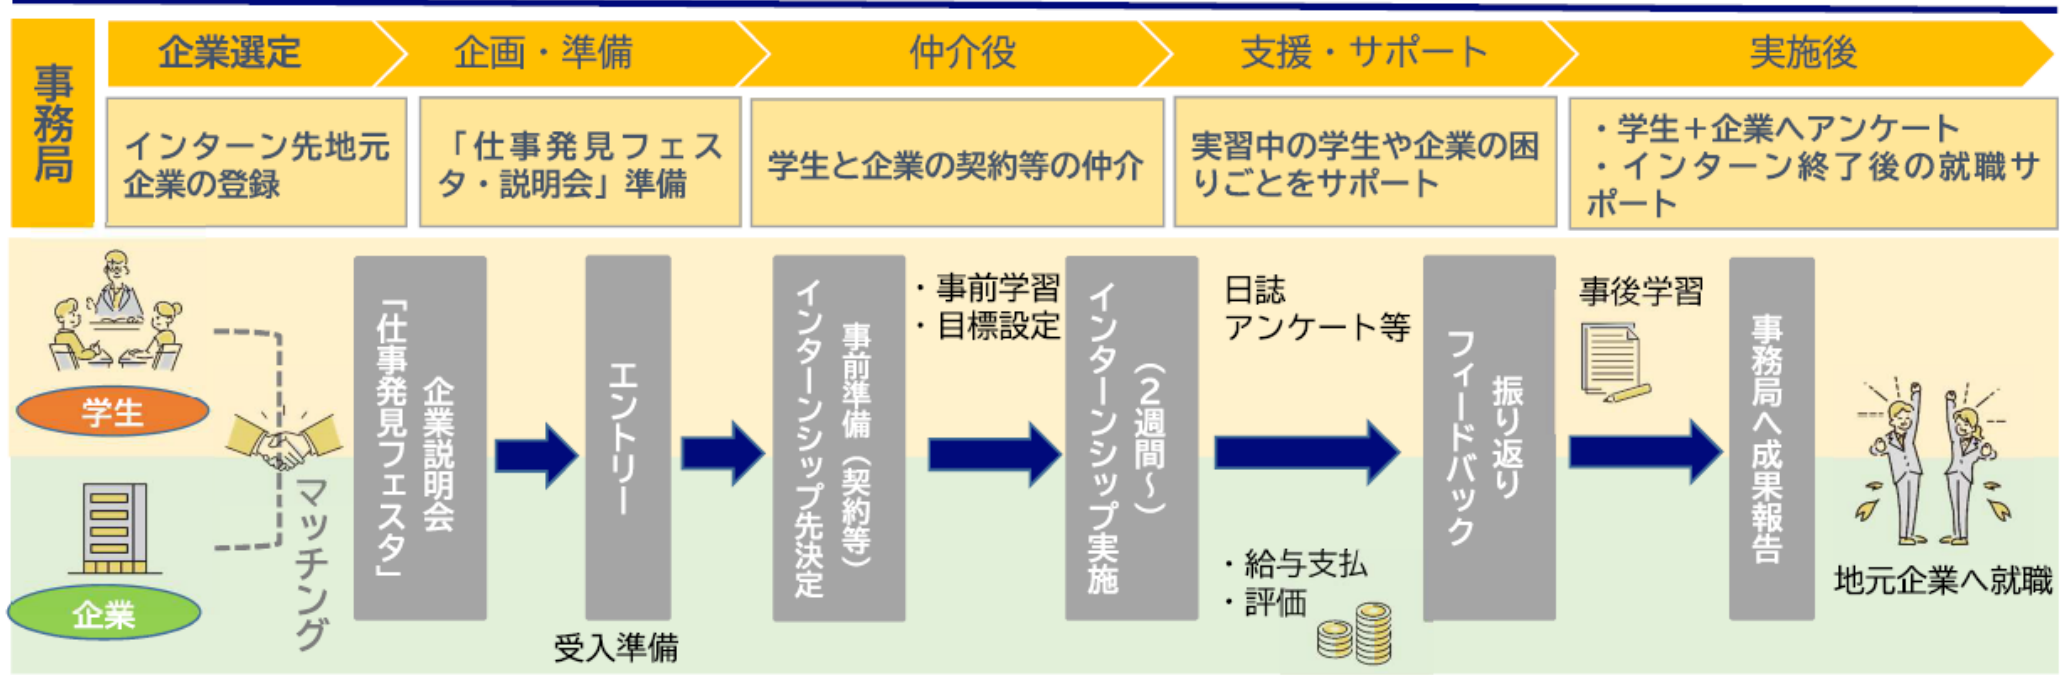 事務局
企業選定
企画・準備
仲介役
支援・サポート
実施後
インターン先地元
企業の登録
「仕事発見フェス
タ・説明会」準備
学生と企業の契約等の仲介
実習中の学生や企業の困
りごとをサポート
・学生＋企業へアンケート
・インターン終了後の就職サ
ポート
学生
企業
マッチング
企業説明会
「仕事発見フェスタ」
エントリー
受入準備
事前準備（契約等）
インターンシップ先決定
・事前学習
・目標設定
（２週間～）
インターンシップ実施
日誌
アンケート等
・給与支払
・評価
振り返り
フィードバック
事後学習
事務局へ成果報告
地元企業へ就職